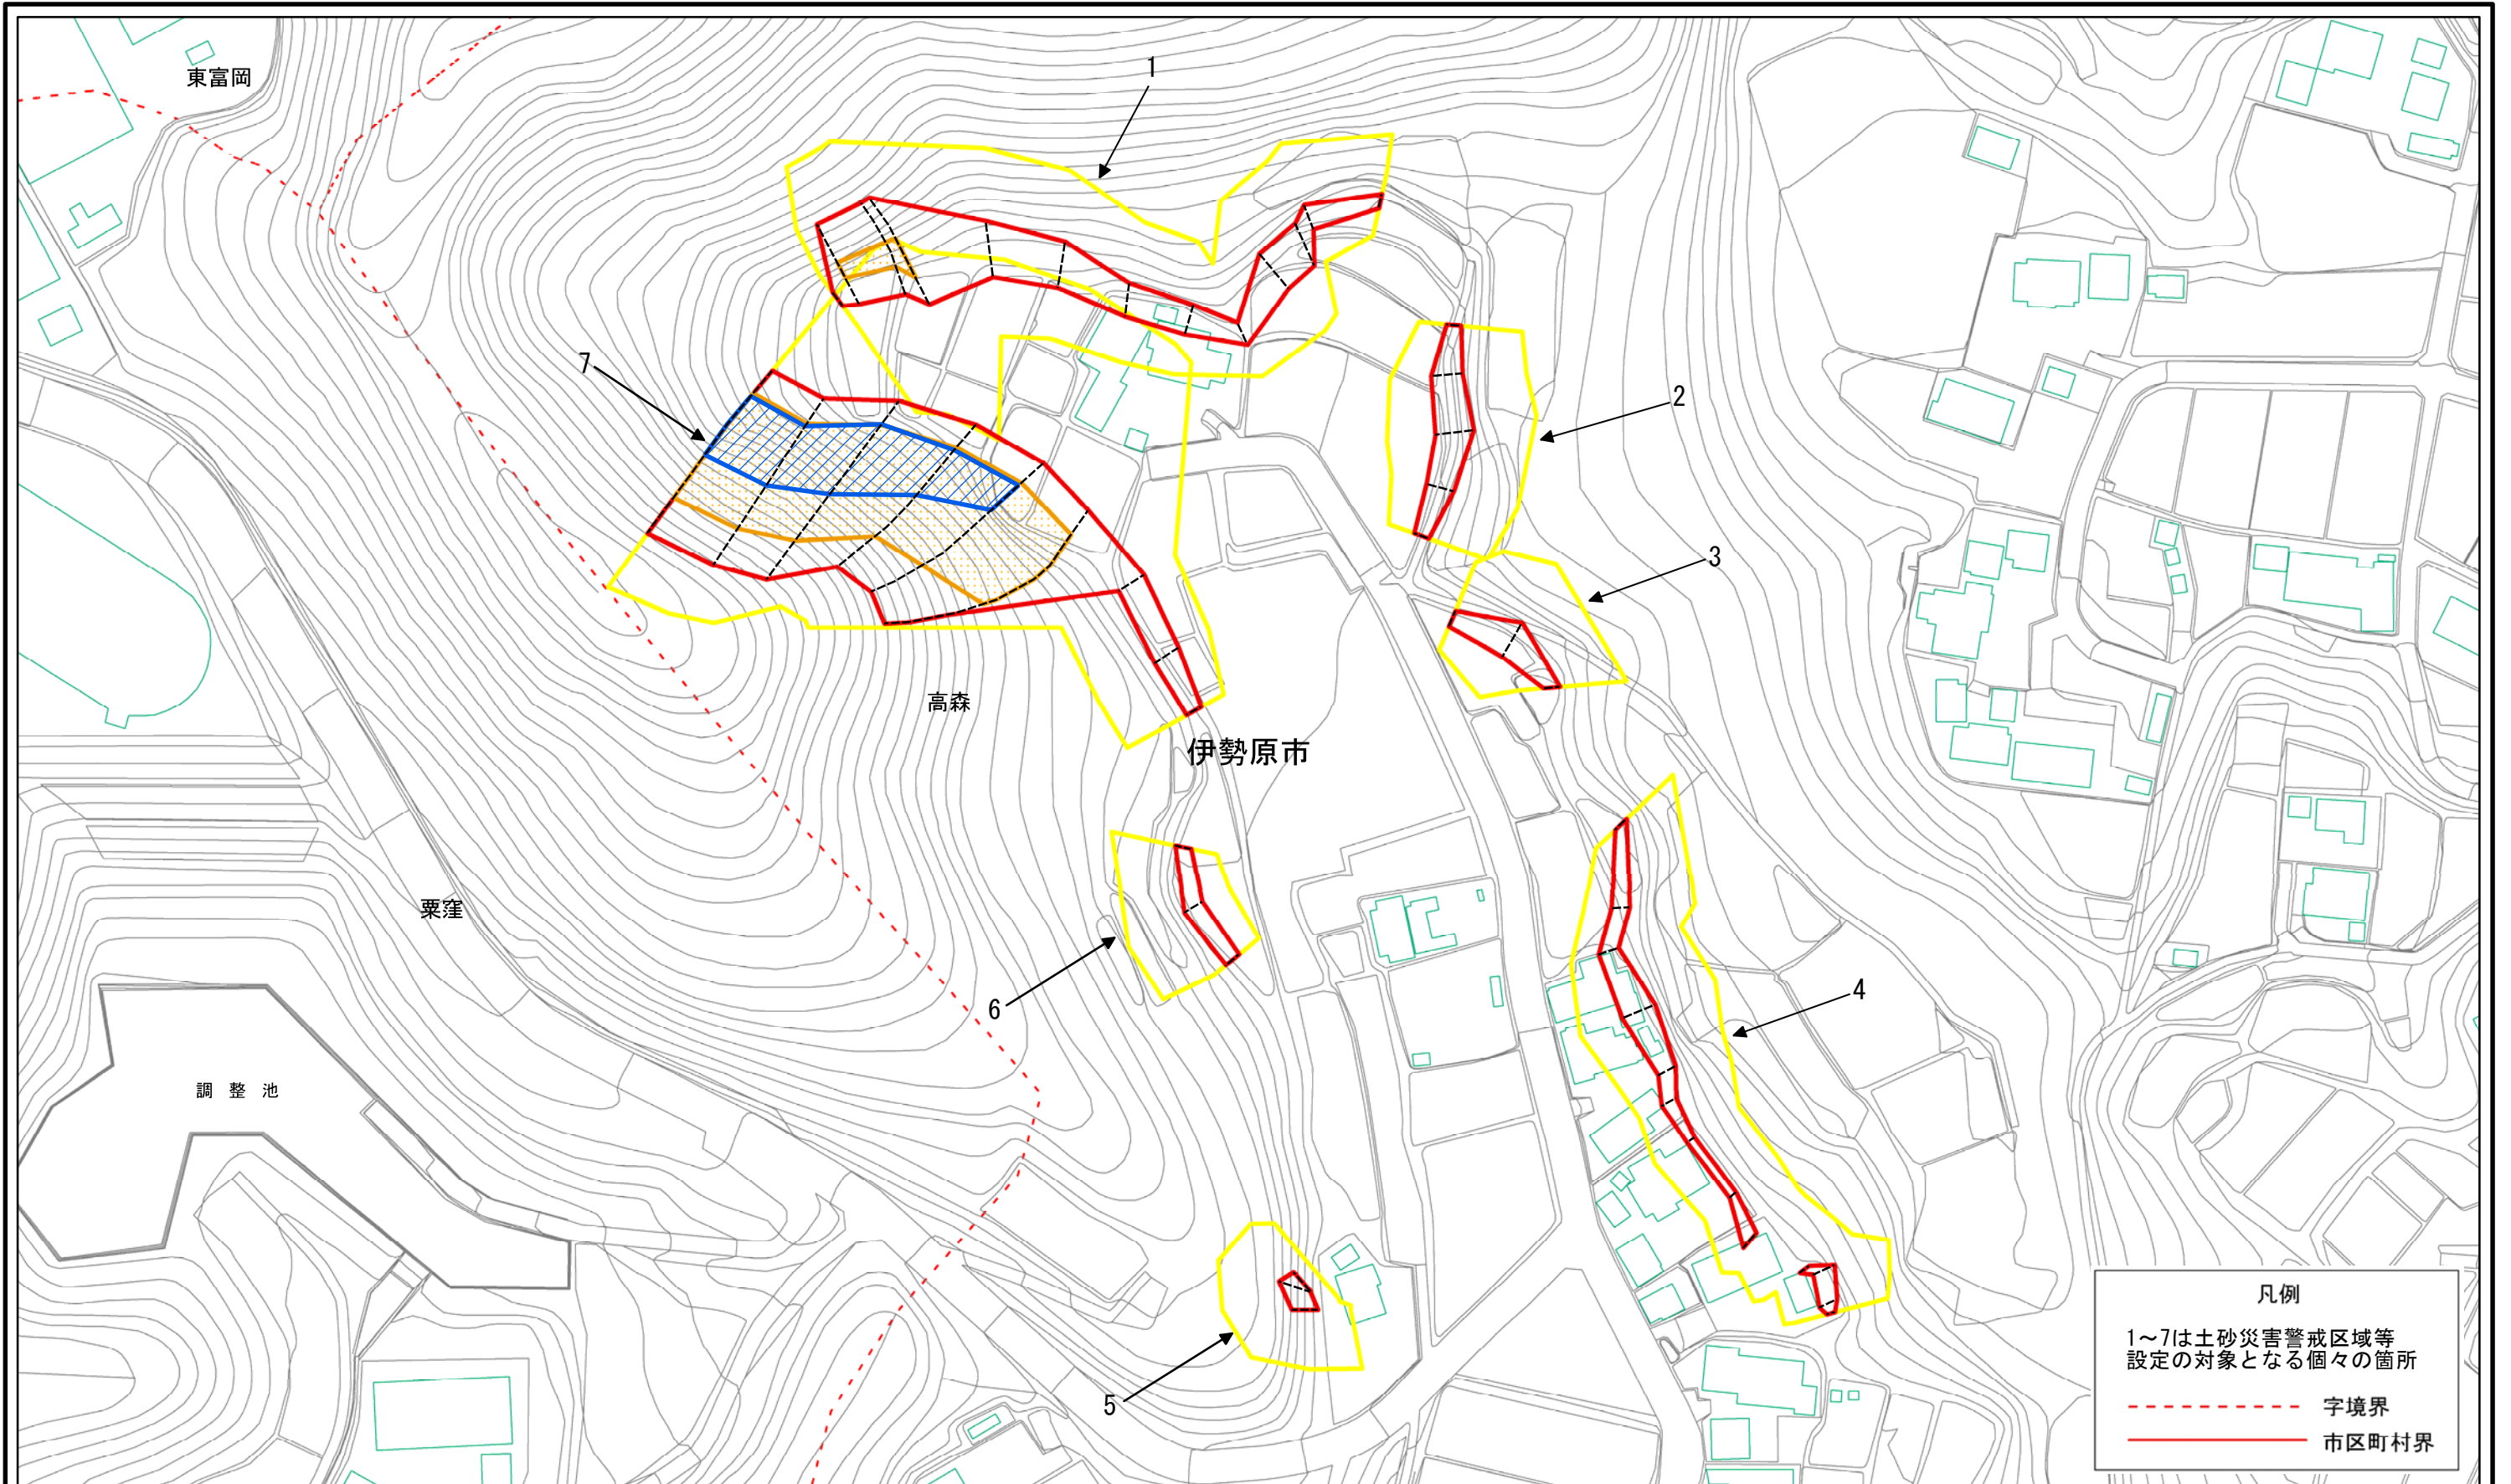 東富岡
1
7
2
3
高森
伊勢原市
粟窪
6
4
調 整 池
5
凡例
1～7は土砂災害警戒区域等
設定の対象となる個々の箇所
字境界
市区町村界